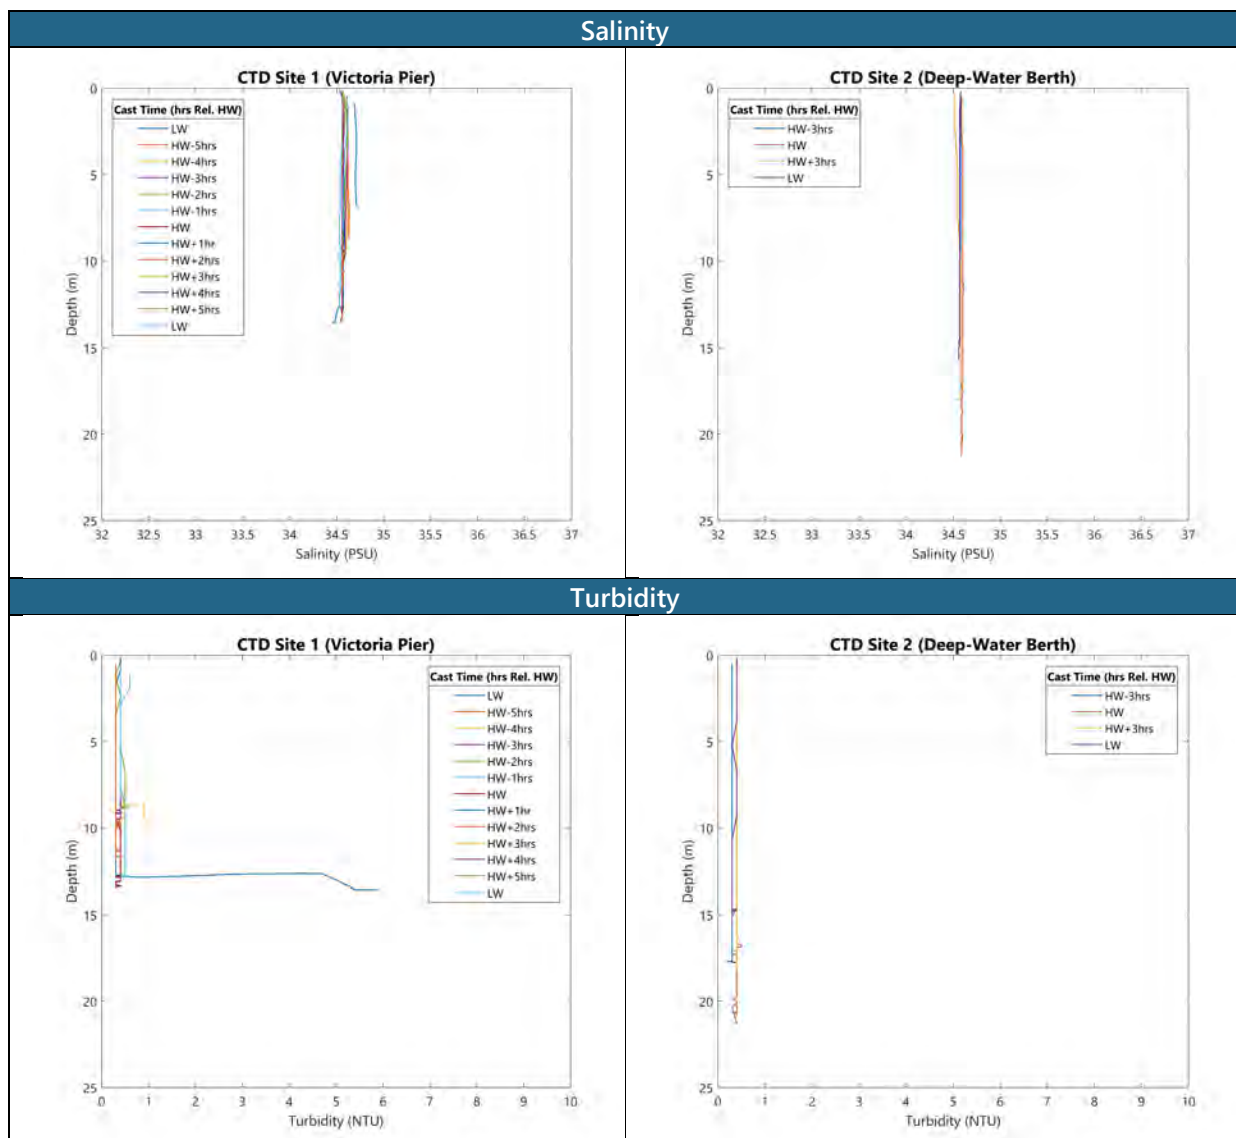 Salinity
CTD Site 1 (Victoria Pier)
0
5
10
15
20
25
Depth (m)
Cast Time (hrs Rel. HW)
LW
HW-5hrs
HW-4hrs
HW-3hrs
HW-2hrs
HW-1hrs
HW
HW+1hr
HW+2hrs
HW+3hrs
HW+4hrs
HW+5hrs
LW
32 32.5 33 33.5 34 34.5 35 35.5 36 36.5 37
Salinity (PSU)
CTD Site 2 (Deep-Water Berth)
0
5
10
15
20
25
Depth (m)
Cast Time (hrs Rel. HW)
HW-3hrs
HW
HW+3hrs
LW
32 32.5 33 33.5 34 34.5 35 35.5 36 36.5 37
Salinity (PSU)
Turbidity
CTD Site 1 (Victoria Pier)
0
5
10
15
20
25
Depth (m)
Cast Time (hrs Rel. HW)
LW
HW-5hrs
HW-4hrs
HW-3hrs
HW-2hrs
HW-1hrs
HW
HW+1hr
HW+2hrs
HW+3hrs
HW+4hrs
HW+5hrs
LW
0 1 2 3 4 5 6 7 8 9 10
Turbidity (NTU)
CTD Site 2 (Deep-Water Berth)
0
5
10
15
20
25
Depth (m)
Cast Time (hrs Rel. HW)
HW-3hrs
HW
HW+3hrs
LW
0 1 2 3 4 5 6 7 8 9 10
Turbidity (NTU)